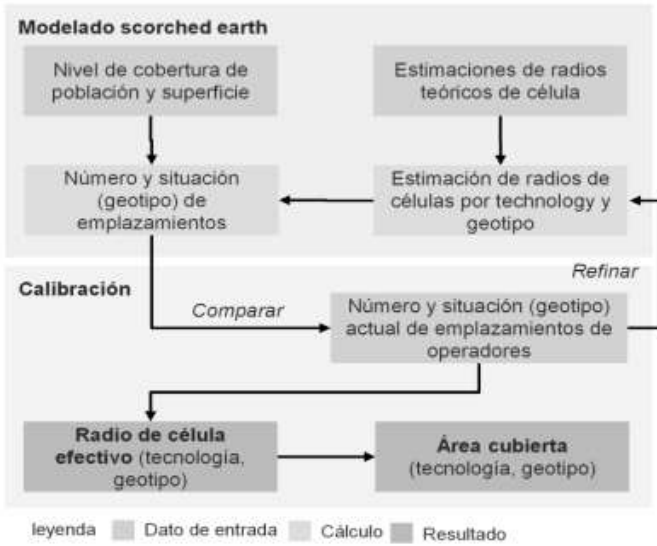 Modelado scorched earth
Nivel de cobertura de
población y superficie
Estimaciones de radios
teóricos de célula
Número y situación
(geotipo) de
emplazamientos
Estimación de radios de
células por technology y
geotipo
Refinar
Calibración
Comparar
Número y situación (geotipo)
actual de emplazamientos de
operadores
Radio de célula
efectivo (tecnología,
geotipo)
Área cubierta
(tecnología, geotipo)
leyenda Dato de entrada Cálculo Resultado